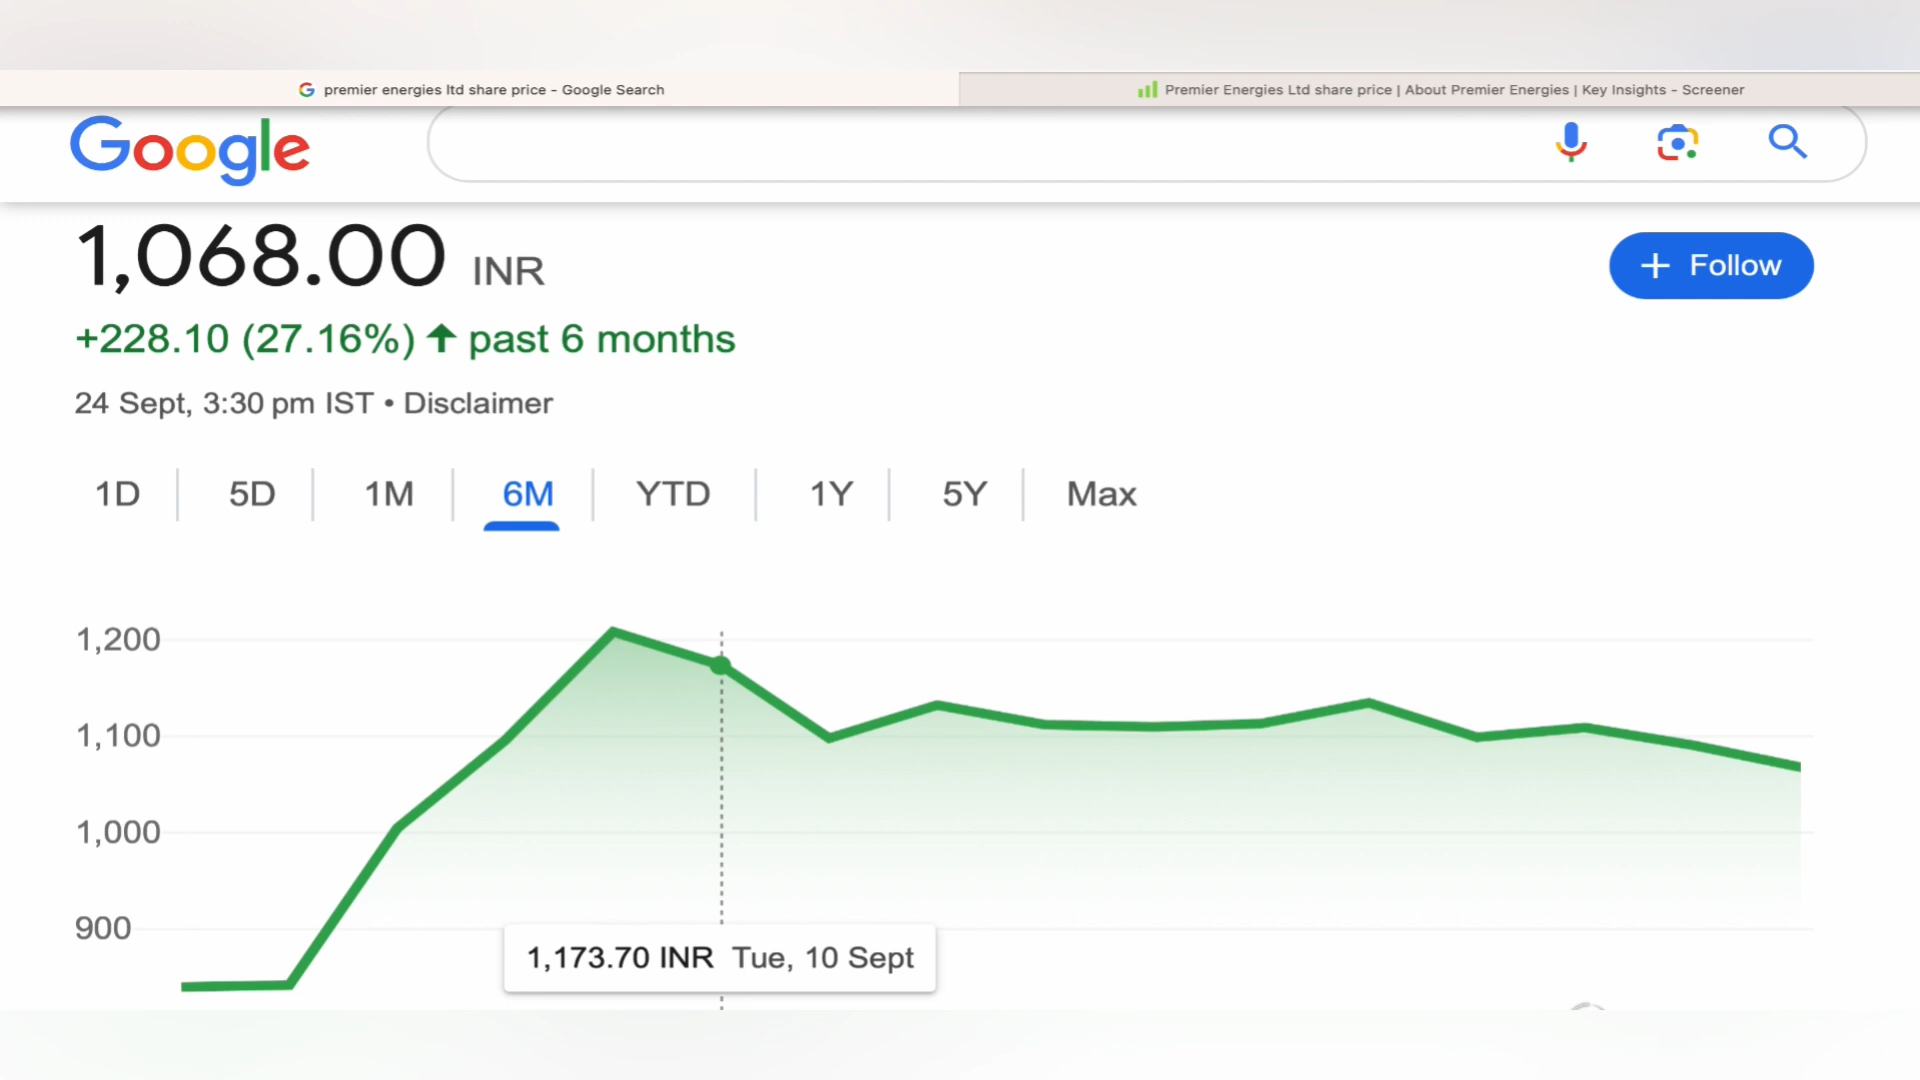 premier energies ltd share price - Google Search
Premier Energies Ltd share price | About Premier Energies | Key Insights - Screener
Google
1,068.00 INR
+ Follow
+228.10 (27.16%) ↑ past 6 months
24 Sept, 3:30 pm IST • Disclaimer
1D 5D 1M 6M YTD 1Y 5Y Max
1,200
1,100
1,000
900
1,173.70 INR Tue, 10 Sept